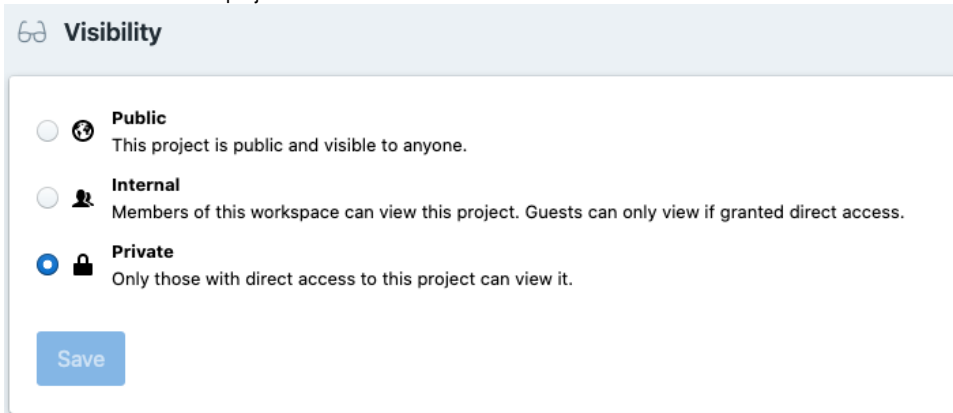 Visibility
Public
This project is public and visible to anyone.
Internal
Members of this workspace can view this project. Guests can only view if granted direct access.
Private
Only those with direct access to this project can view it.
Save